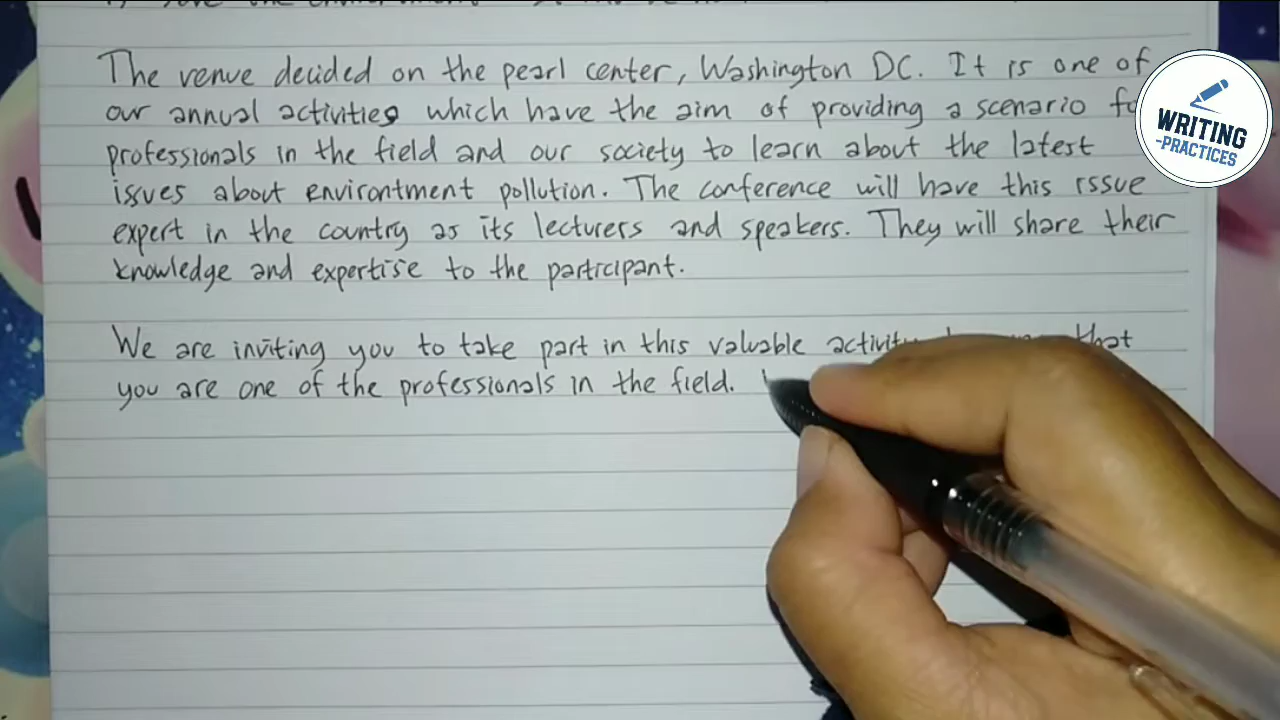 The venue decided on the pearl center, Washington DC. It is one of
our annual activities which have the aim of providing a scenario
professionals in the field and our society to learn about the latest
issues about environtment pollution. The conference will have this issue
expert in the country as its lecturers and speakers. They will share their
knowledge and expertise to the participant.
We are inviting you to take part in this valuable activity that
you are one of the professionals in the field.
WRITING
-PRACTICES